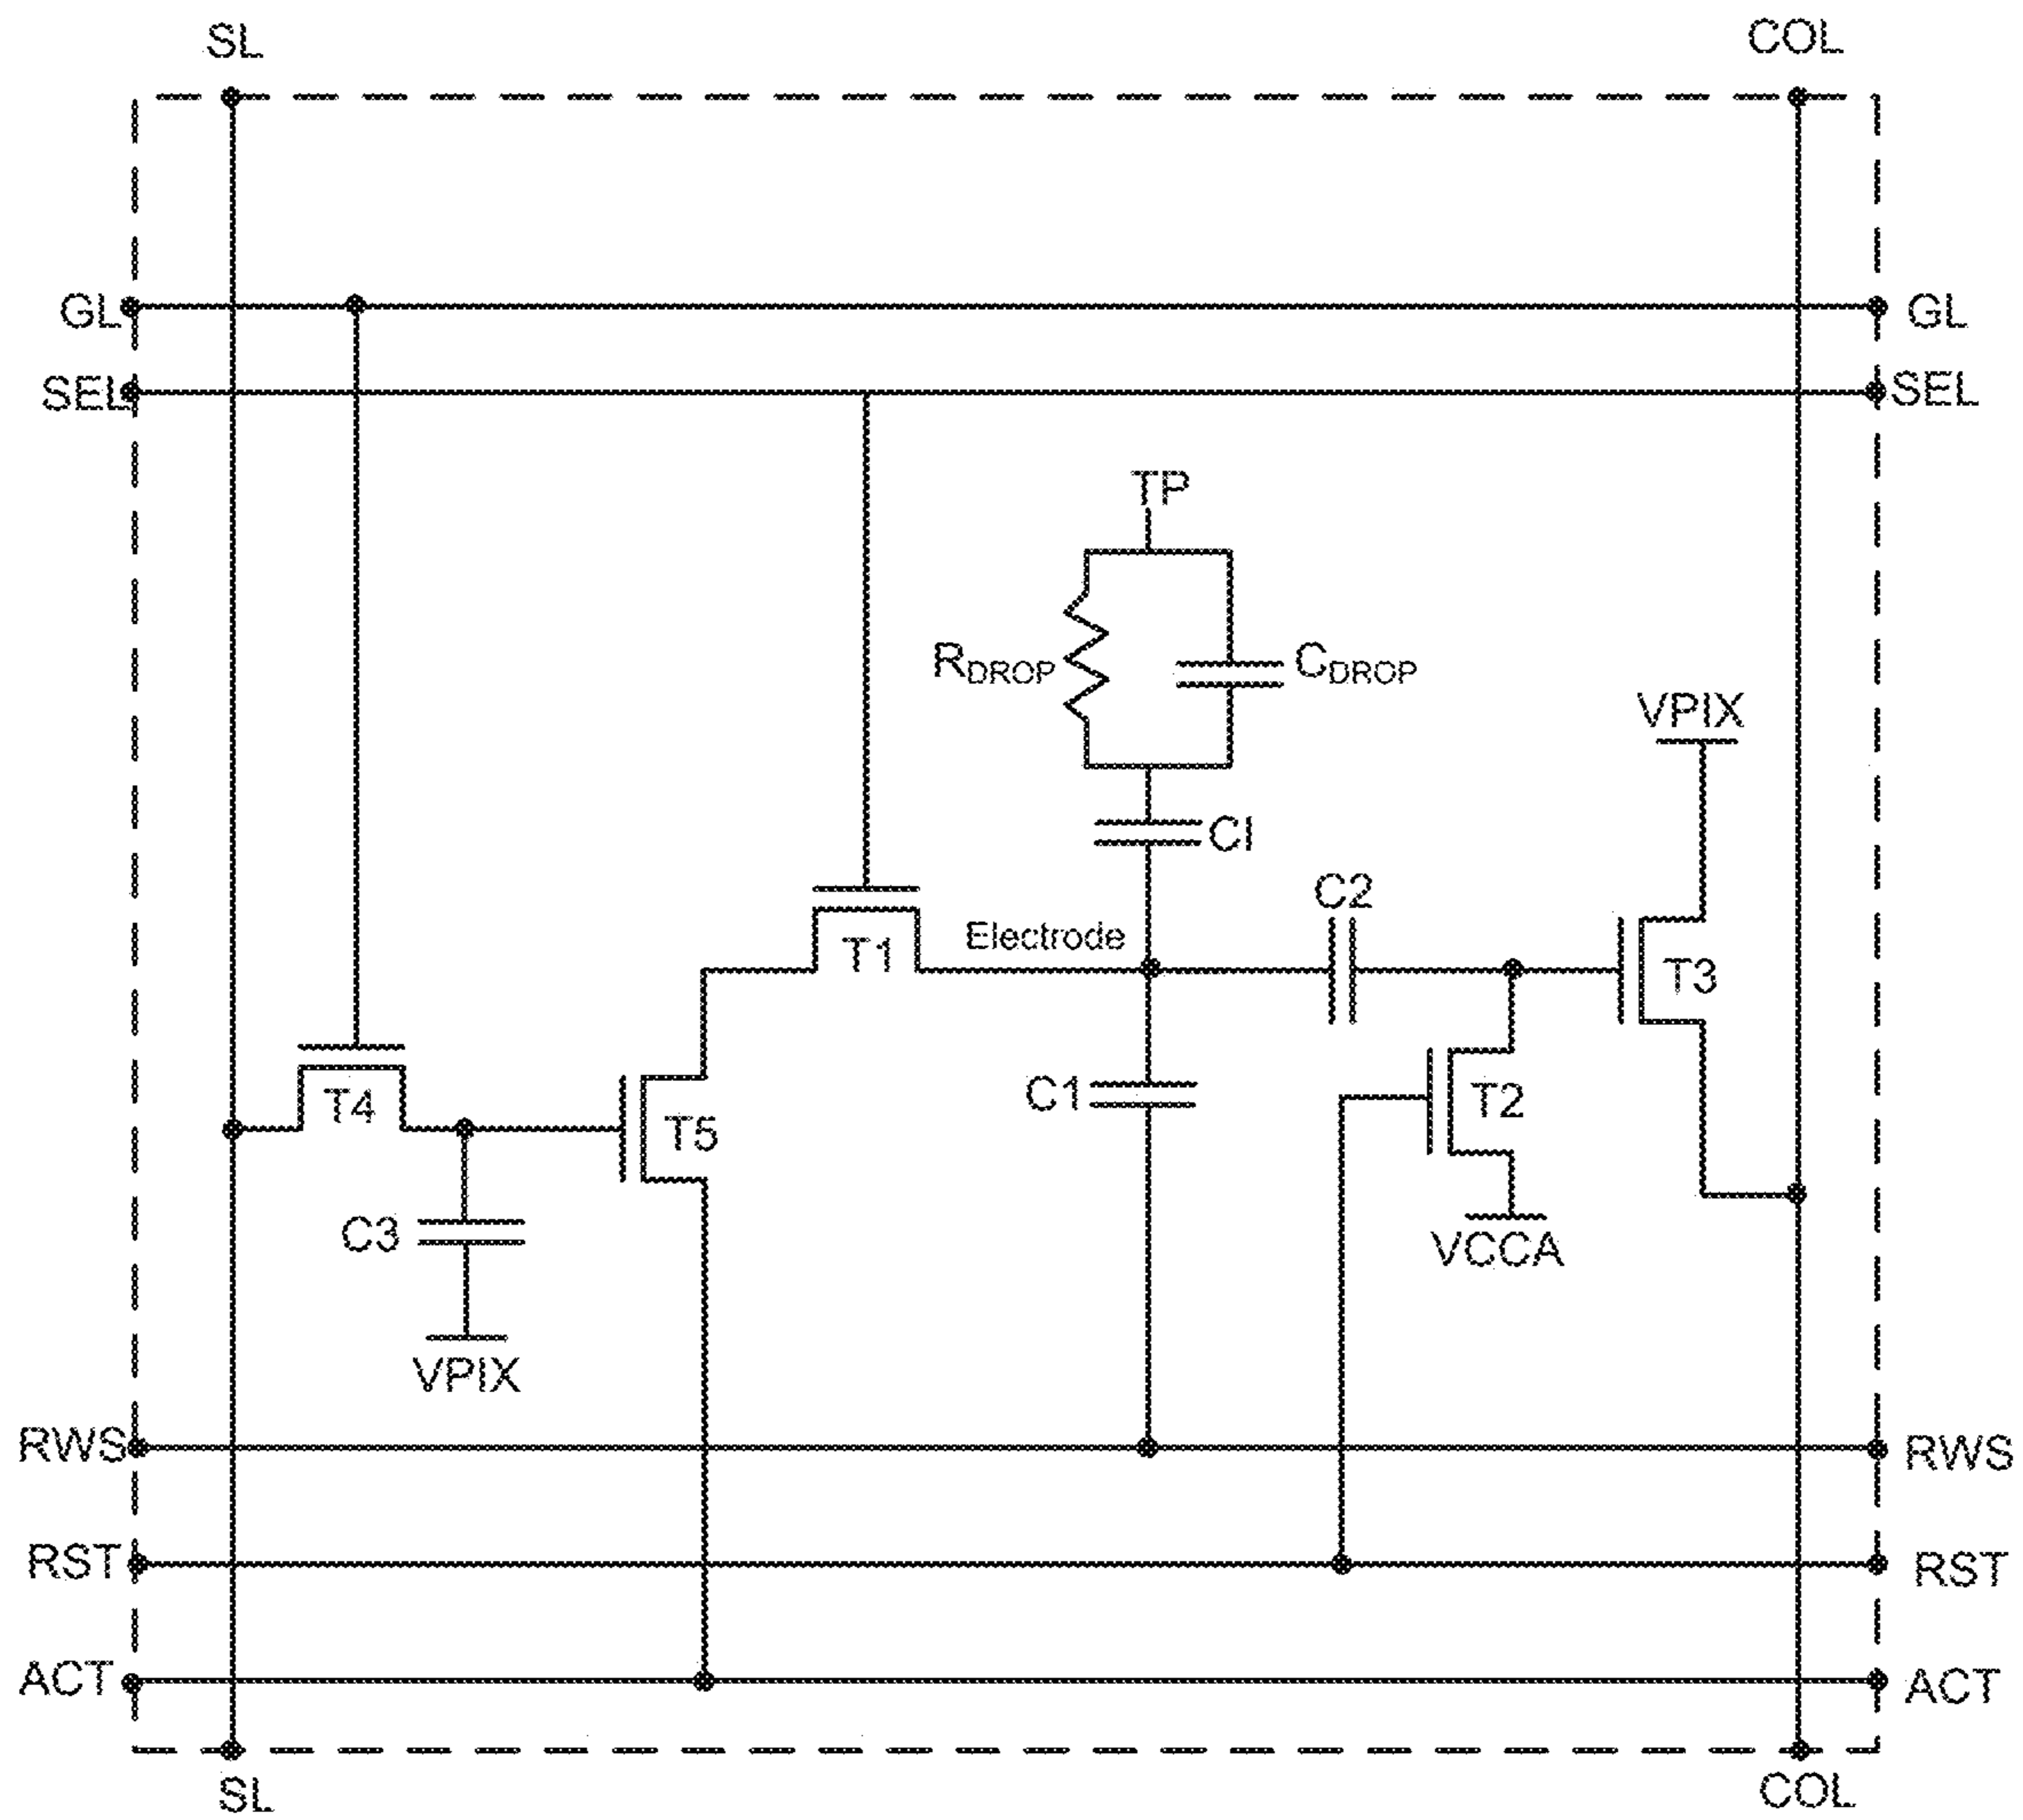 SL COL
GL GL
SEL SEL
TP
RDROP CDROP
VPIX
CI
C2
Electrode
T1 T3
C1 T2
T4 T5
C3 VCCA
VPIX
RWS RWS
RST RST
ACT ACT
SL COL